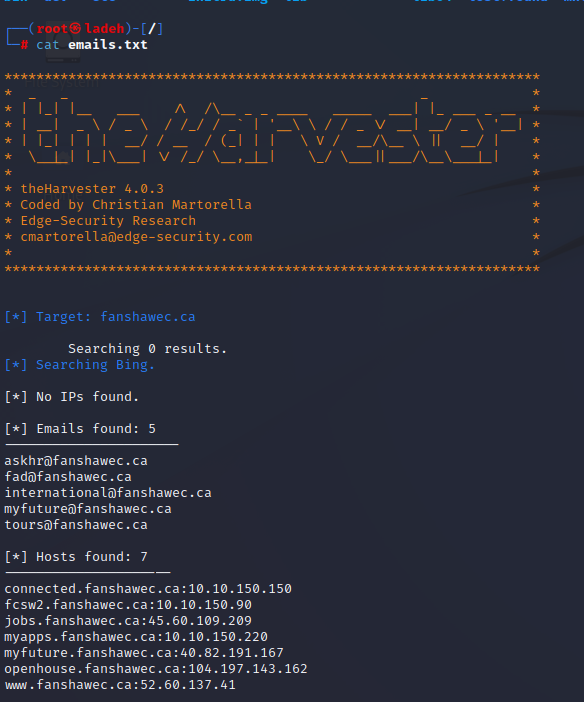 ┌──(root㉿ladeh)-[/]
└─# cat emails.txt
*******************************************************************
*  _   _                                            _             *
* | |_| |__   ___    /\  /\__ _ _ ____   _____  ___| |_ ___ _ __  *
* | __|  _ \ / _ \  / /_/ / _` | '__\ \ / / _ \/ __| __/ _ \ '__| *
* | |_| | | |  __/ / __  / (_| | |   \ V /  __/\__ \ ||  __/ |    *
*  \__|_| |_|\___| \/ /_/ \__,_|_|    \_/ \___||___/\__\___|_|    *
*                                                                 *
* theHarvester 4.0.3                                              *
* Coded by Christian Martorella                                   *
* Edge-Security Research                                          *
* cmartorella@edge-security.com                                   *
*                                                                 *
*******************************************************************
[*] Target: fanshawec.ca
Searching 0 results.
[*] Searching Bing.
[*] No IPs found.
[*] Emails found: 5
----------------------
askhr@fanshawec.ca
fad@fanshawec.ca
international@fanshawec.ca
myfuture@fanshawec.ca
tours@fanshawec.ca
[*] Hosts found: 7
---------------------
connected.fanshawec.ca:10.10.150.150
fcsw2.fanshawec.ca:10.10.150.90
jobs.fanshawec.ca:45.60.109.209
myapps.fanshawec.ca:10.10.150.220
myfuture.fanshawec.ca:40.82.191.167
openhouse.fanshawec.ca:104.197.143.162
www.fanshawec.ca:52.60.137.41